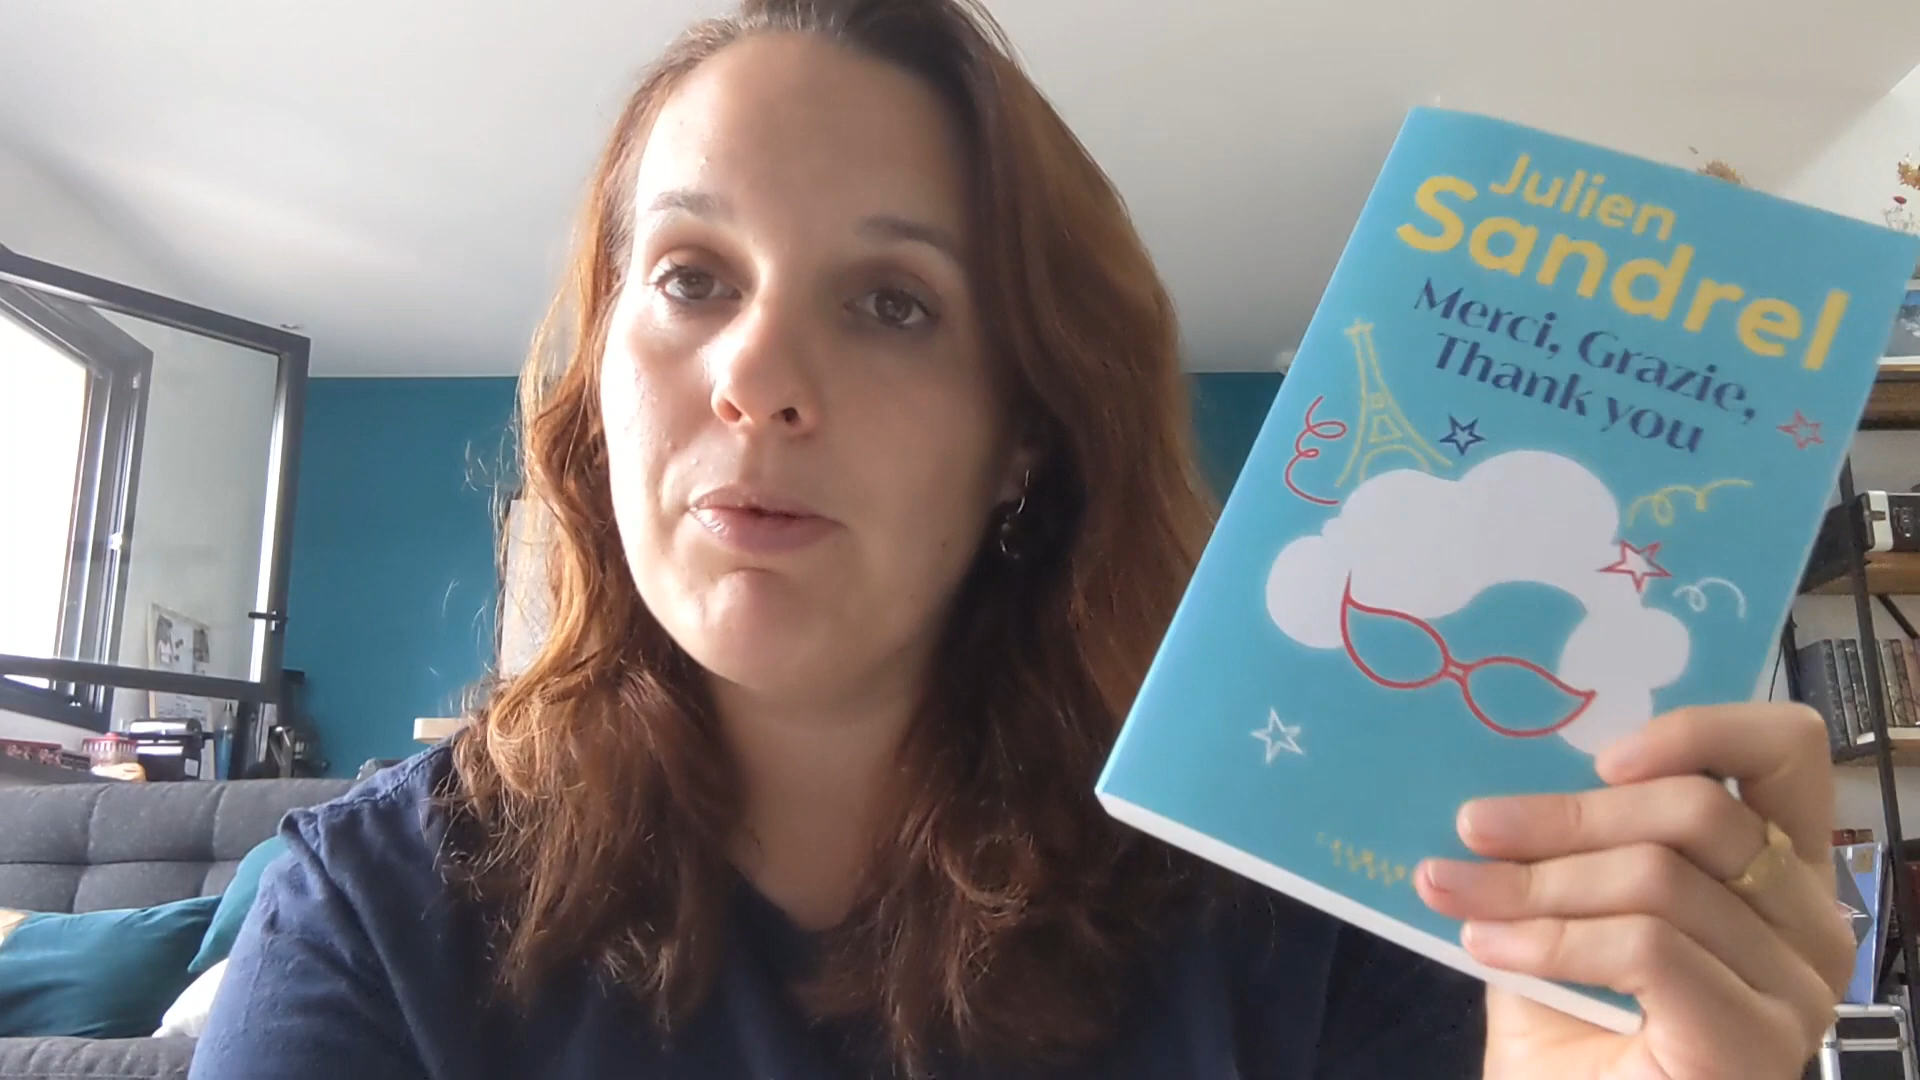 Julien
Sandrel
Merci, Grazie,
Thank you